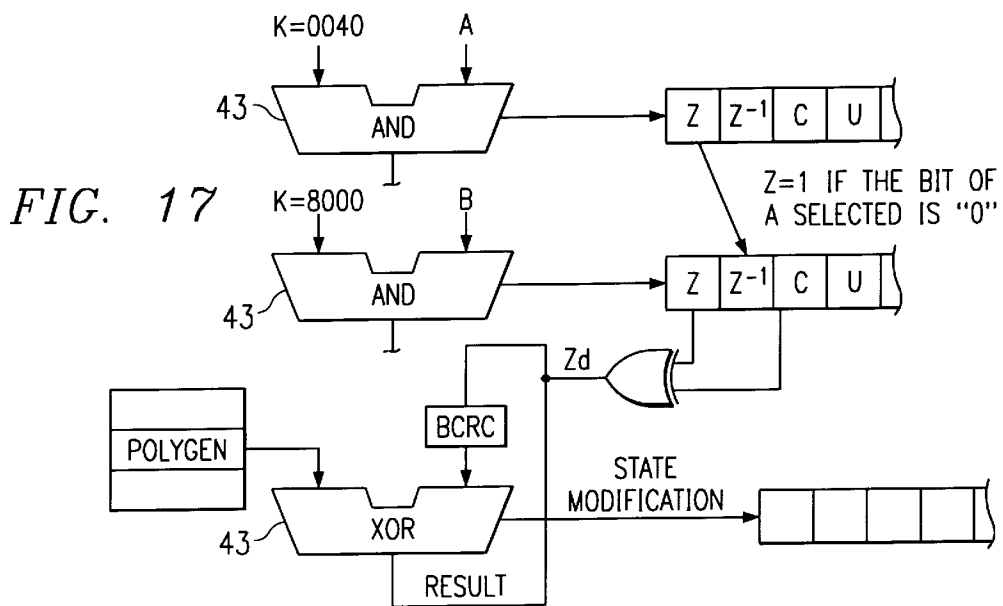 K=0040 A
43 AND
Z Z-1 C U
FIG. 17
Z=1 IF THE BIT OF
A SELECTED IS "0"
K=8000 B
43 AND
Z Z-1 C U
Zd
BCRC
POLYGEN
STATE
MODIFICATION
43 XOR
RESULT